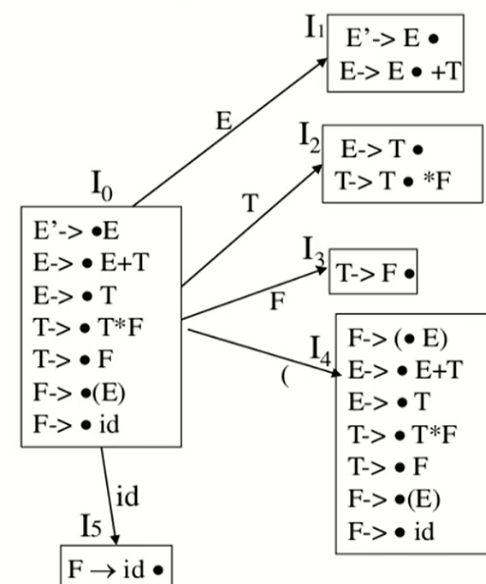 I1
E'-> E •
E-> E • +T
E
I2
E-> T •
T-> T • *F
T
I0
E'-> •E
E-> • E+T
E-> • T
T-> • T*F
T-> • F
F-> •(E)
F-> • id
I3
T-> F •
F
I4
F-> (• E)
E-> • E+T
E-> • T
T-> • T*F
T-> • F
F-> •(E)
F-> • id
(
id
I5
F → id •